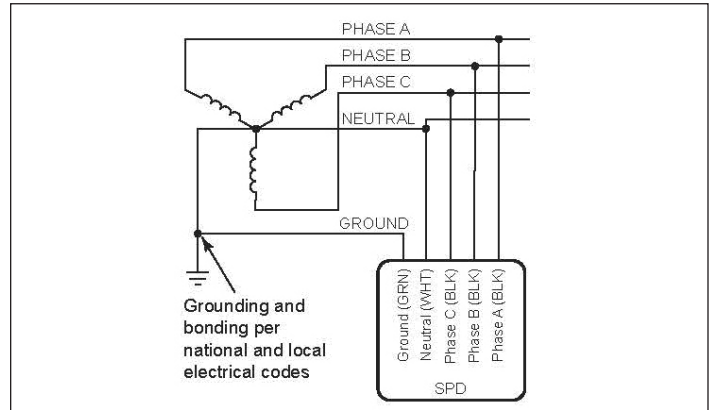 PHASE A
PHASE B
PHASE C
NEUTRAL
GROUND
Grounding and
bonding per
national and local
electrical codes
Ground (GRN)
Neutral (WHT)
Phase C (BLK)
Phase B (BLK)
Phase A (BLK)
SPD